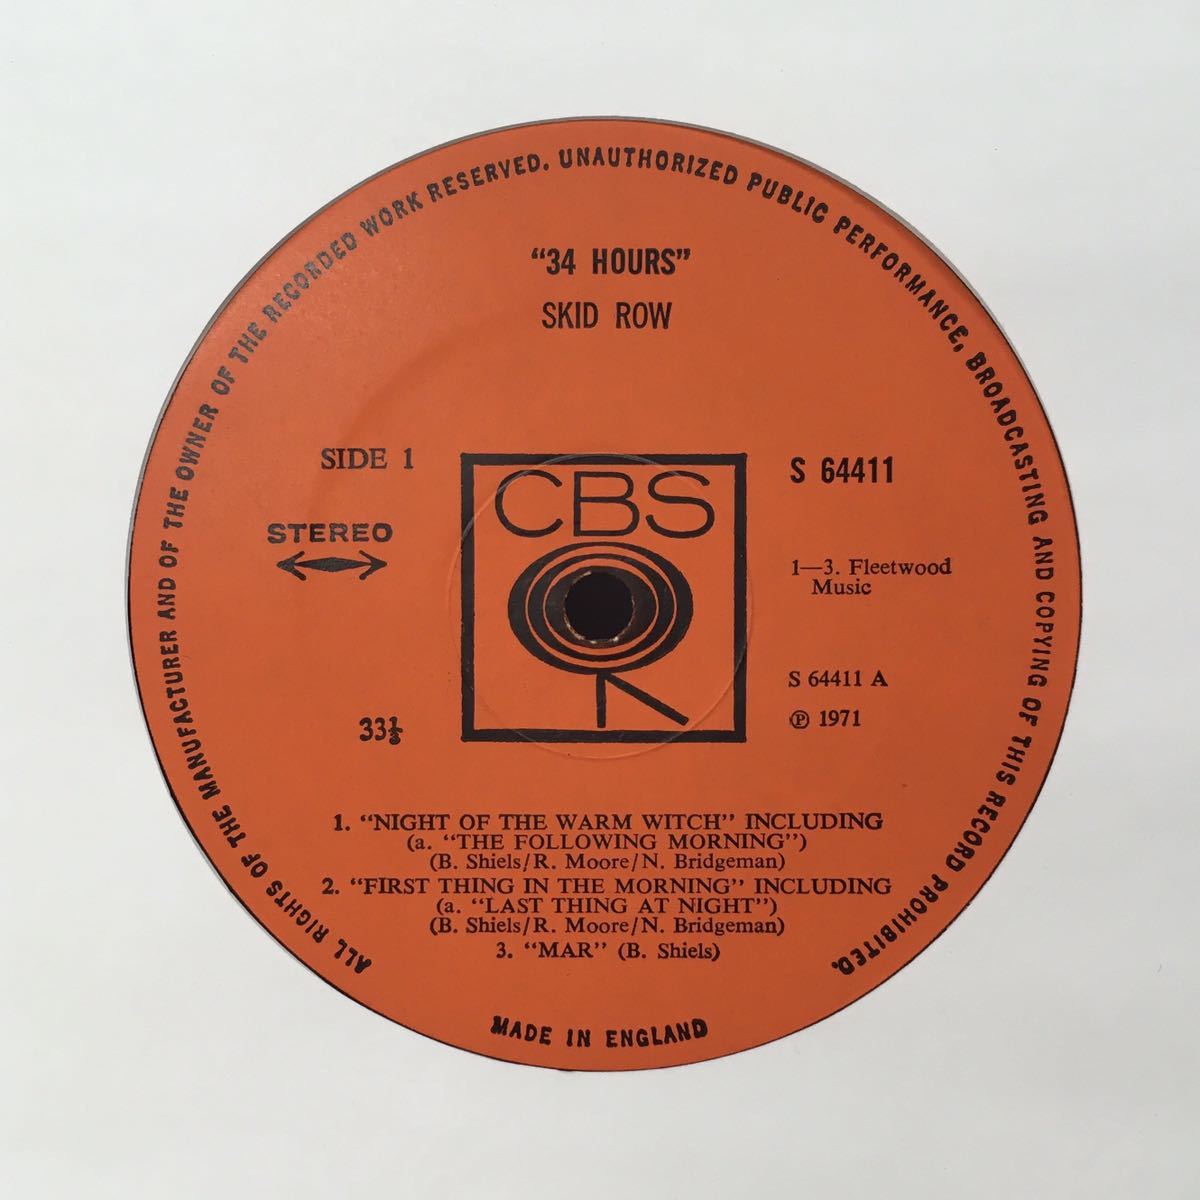 ALL RIGHTS OF THE MANUFACTURER AND OF THE OWNER OF THE RECORDED WORK RESERVED. UNAUTHORIZED PUBLIC PERFORMANCE, BROADCASTING AND COPYING OF THIS RECORD PROHIBITED.
“34 HOURS”
SKID ROW
SIDE 1
STEREO
33⅓
CBS
S 64411
1—3. Fleetwood
Music
S 64411 A
℗ 1971
1. “NIGHT OF THE WARM WITCH” INCLUDING
(a. “THE FOLLOWING MORNING”)
(B. Shiels/R. Moore/N. Bridgeman)
2. “FIRST THING IN THE MORNING” INCLUDING
(a. “LAST THING AT NIGHT”)
(B. Shiels/R. Moore/N. Bridgeman)
3. “MAR” (B. Shiels)
MADE IN ENGLAND